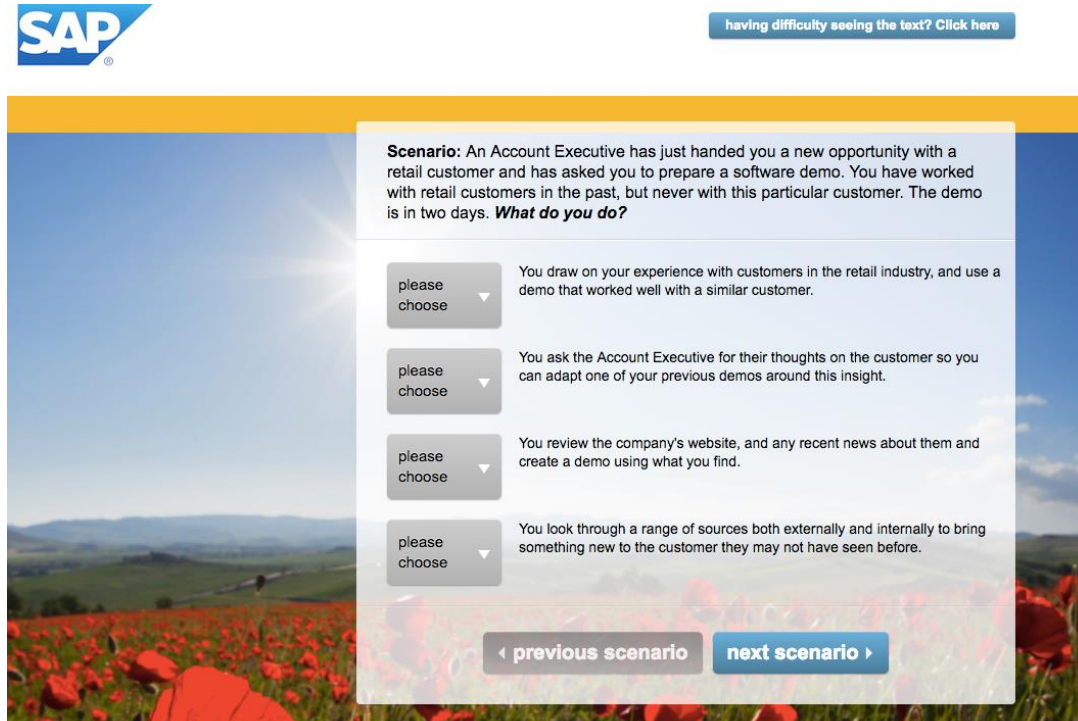 SAP
®
having difficulty seeing the text? Click here
Scenario: An Account Executive has just handed you a new opportunity with a
retail customer and has asked you to prepare a software demo. You have worked
with retail customers in the past, but never with this particular customer. The demo
is in two days. What do you do?
please
choose
You draw on your experience with customers in the retail industry, and use a
demo that worked well with a similar customer.
please
choose
You ask the Account Executive for their thoughts on the customer so you
can adapt one of your previous demos around this insight.
please
choose
You review the company's website, and any recent news about them and
create a demo using what you find.
please
choose
You look through a range of sources both externally and internally to bring
something new to the customer they may not have seen before.
previous scenario
next scenario